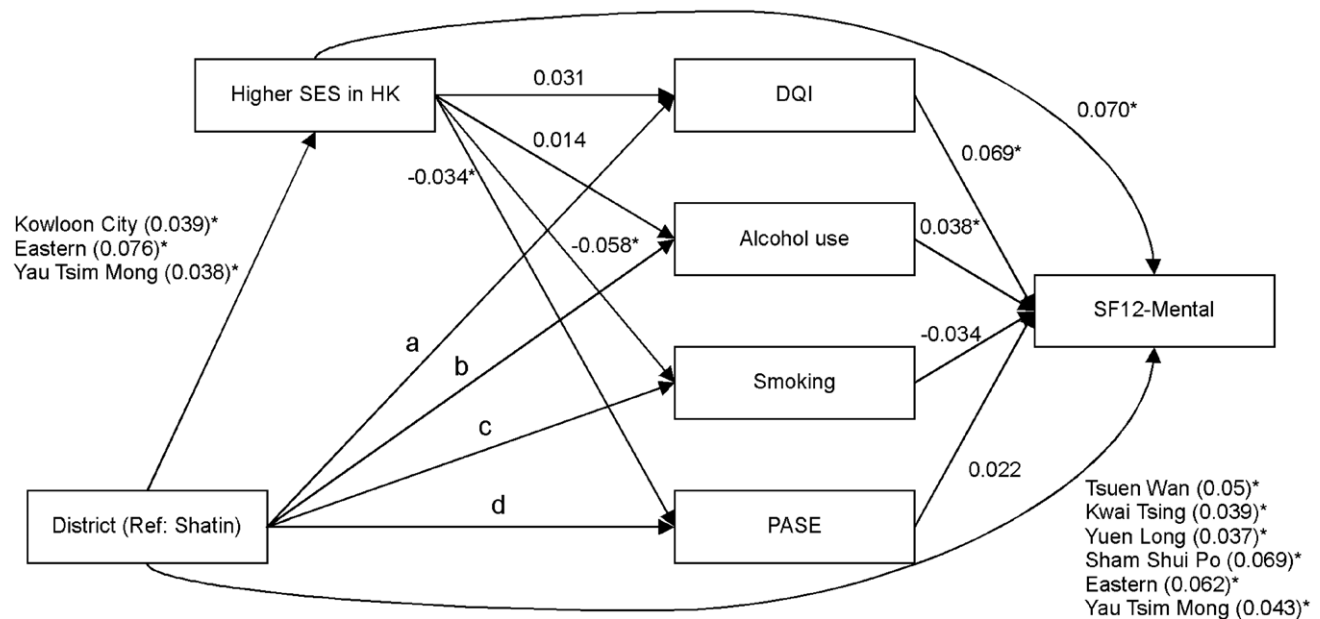 Higher SES in HK
0.031
DQI
0.070*
0.014
0.069*
-0.034*
Kowloon City (0.039)*
Eastern (0.076)*
Yau Tsim Mong (0.038)*
Alcohol use
0.038*
-0.058*
SF12-Mental
a
-0.034
b
Smoking
c
0.022
d
District (Ref: Shatin)
PASE
Tsuen Wan (0.05)*
Kwai Tsing (0.039)*
Yuen Long (0.037)*
Sham Shui Po (0.069)*
Eastern (0.062)*
Yau Tsim Mong (0.043)*